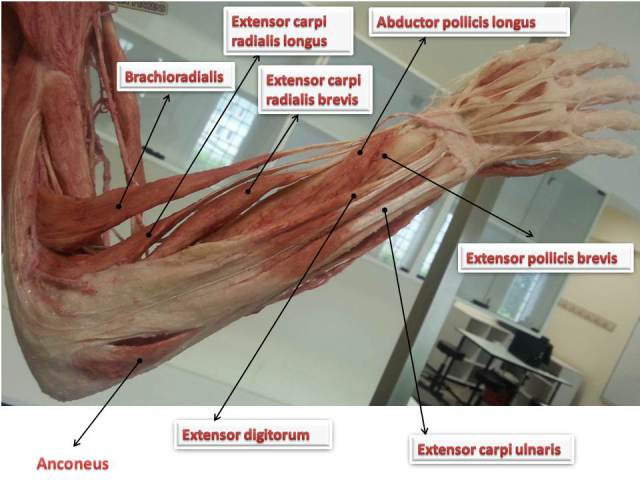 Extensor carpi
radialis longus
Abductor pollicis longus
Brachioradialis
Extensor carpi
radialis brevis
Extensor pollicis brevis
Extensor digitorum
Extensor carpi ulnaris
Anconeus